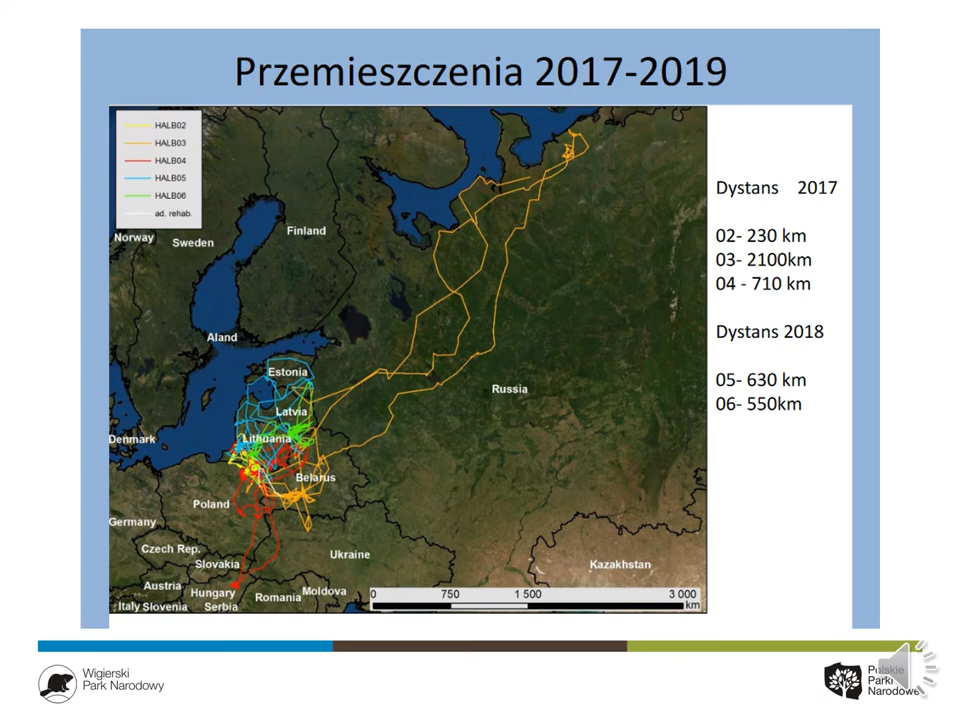 Przemieszczenia 2017-2019
HALB02
HALB03
HALB04
HALB05
HALB06
ad. rehab.
Norway
Sweden
Finland
Aland
Estonia
Latvia
Lithuania
Russia
Denmark
Belarus
Poland
Germany
Czech Rep.
Slovakia
Ukraine
Kazakhstan
Austria
Hungary
Romania
Moldova
Italy
Slovenia
Serbia
0 750 1 500 3 000
km
Dystans 2017
02- 230 km
03- 2100km
04 - 710 km
Dystans 2018
05- 630 km
06- 550km
Wigierski
Park Narodowy
Polskie
Parki
Narodowe